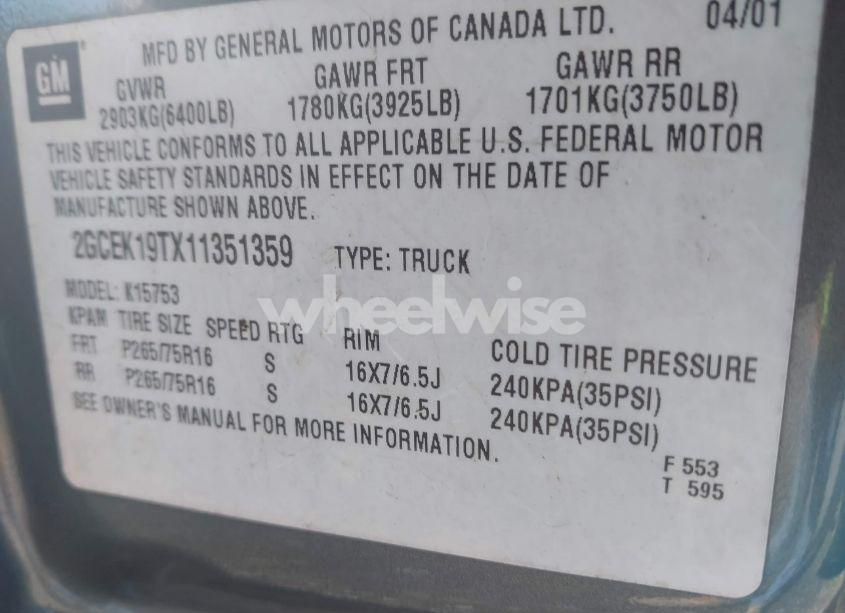 GM
MFD BY GENERAL MOTORS OF CANADA LTD. 04/01
GVWR GAWR FRT GAWR RR
2903KG(6400LB) 1780KG(3925LB) 1701KG(3750LB)
THIS VEHICLE CONFORMS TO ALL APPLICABLE U.S. FEDERAL MOTOR
VEHICLE SAFETY STANDARDS IN EFFECT ON THE DATE OF
MANUFACTURE SHOWN ABOVE.
2GCEK19TX11351359 TYPE: TRUCK
MODEL: K15753
wheelwise
KPAM TIRE SIZE SPEED RTG RIM COLD TIRE PRESSURE
FRT P265/75R16 S 16X7/6.5J 240KPA(35PSI)
RR P265/75R16 S 16X7/6.5J 240KPA(35PSI)
SEE OWNER'S MANUAL FOR MORE INFORMATION.
F 553
T 595